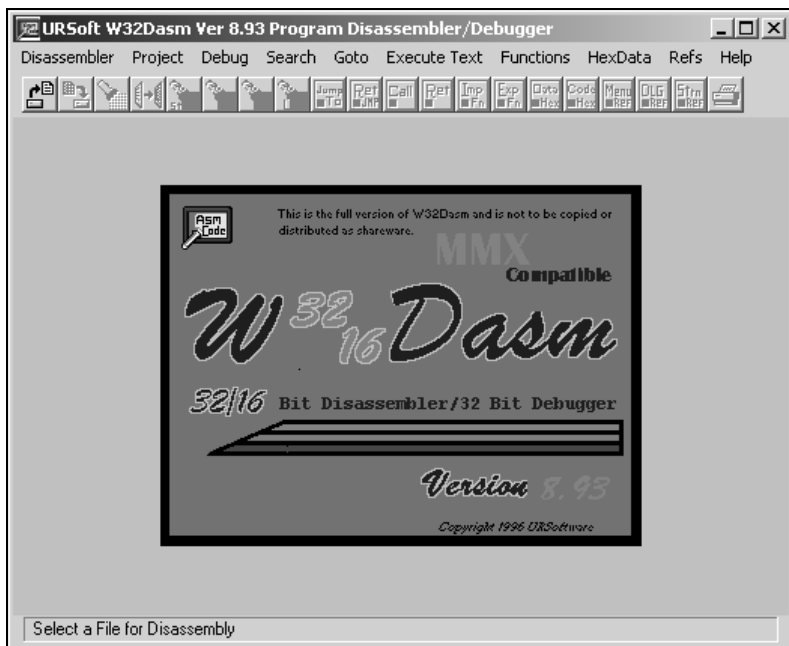 URSoft W32Dasm Ver 8.93 Program Disassembler/Debugger
Disassembler Project Debug Search Goto Execute Text Functions HexData Refs Help
st Jump To Ret JMP Call Ret Imp Fn Exp Fn Data Hex Code Hex Menu REF DLG REF Strn REF
Asm Code
This is the full version of W32Dasm and is not to be copied or
distributed as shareware.
MMX
Compatible
W 32 16 Dasm
32/16 Bit Disassembler/32 Bit Debugger
Version 8.93
Copyright 1996 URSoftware
Select a File for Disassembly